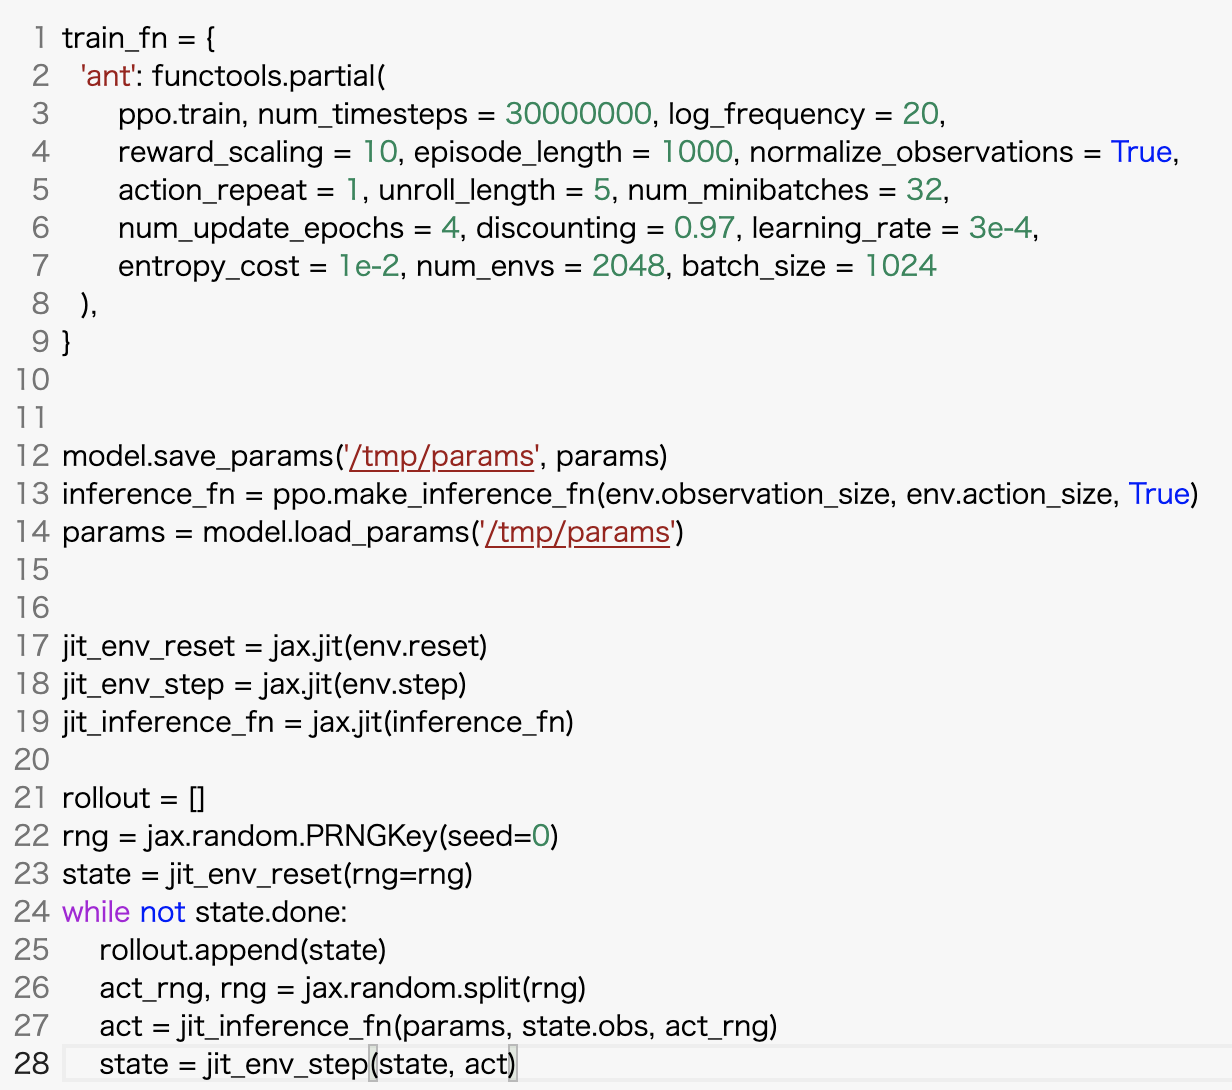 1 train_fn = {
2 'ant': functools.partial(
3 ppo.train, num_timesteps = 30000000, log_frequency = 20,
4 reward_scaling = 10, episode_length = 1000, normalize_observations = True,
5 action_repeat = 1, unroll_length = 5, num_minibatches = 32,
6 num_update_epochs = 4, discounting = 0.97, learning_rate = 3e-4,
7 entropy_cost = 1e-2, num_envs = 2048, batch_size = 1024
8 ),
9 }
10
11
12 model.save_params('/tmp/params', params)
13 inference_fn = ppo.make_inference_fn(env.observation_size, env.action_size, True)
14 params = model.load_params('/tmp/params')
15
16
17 jit_env_reset = jax.jit(env.reset)
18 jit_env_step = jax.jit(env.step)
19 jit_inference_fn = jax.jit(inference_fn)
20
21 rollout = []
22 rng = jax.random.PRNGKey(seed=0)
23 state = jit_env_reset(rng=rng)
24 while not state.done:
25 rollout.append(state)
26 act_rng, rng = jax.random.split(rng)
27 act = jit_inference_fn(params, state.obs, act_rng)
28 state = jit_env_step(state, act)